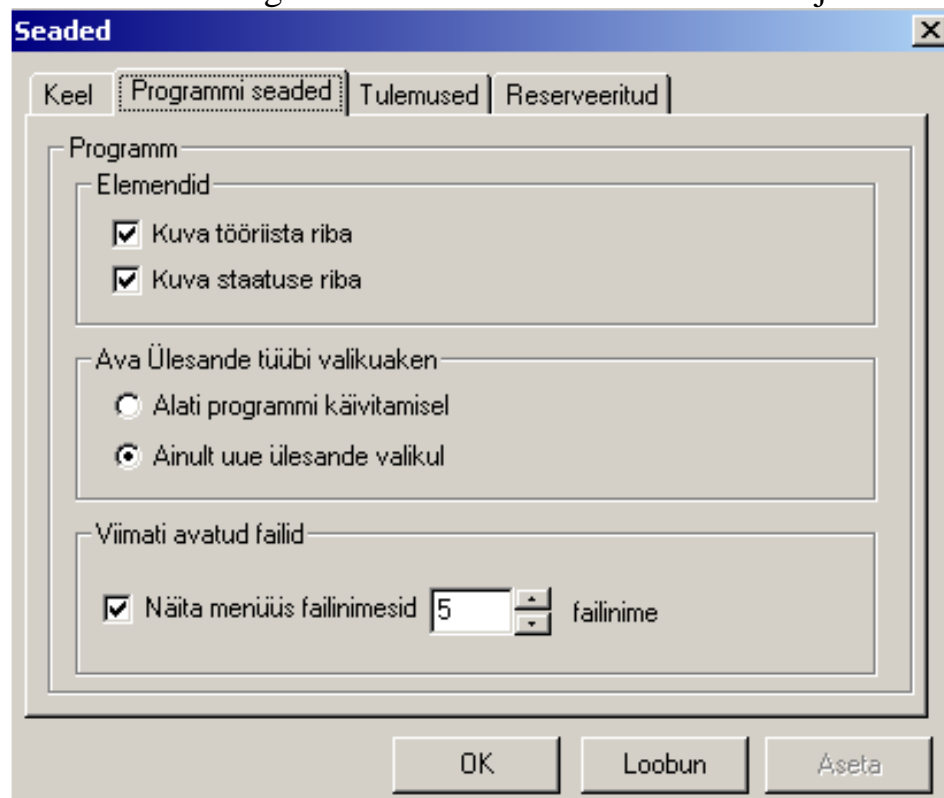 Seaded
Keel Programmi seaded Tulemused Reserveeritud
Programm
Elemendid
Kuva tööriista riba
Kuva staatuse riba
Ava Ülesande tüübi valikuaken
Alati programmi käivitamisel
Ainult uue ülesande valikul
Viimati avatud failid
Näita menüüs failinimesid 5 failinime
OK Loobun Aseta